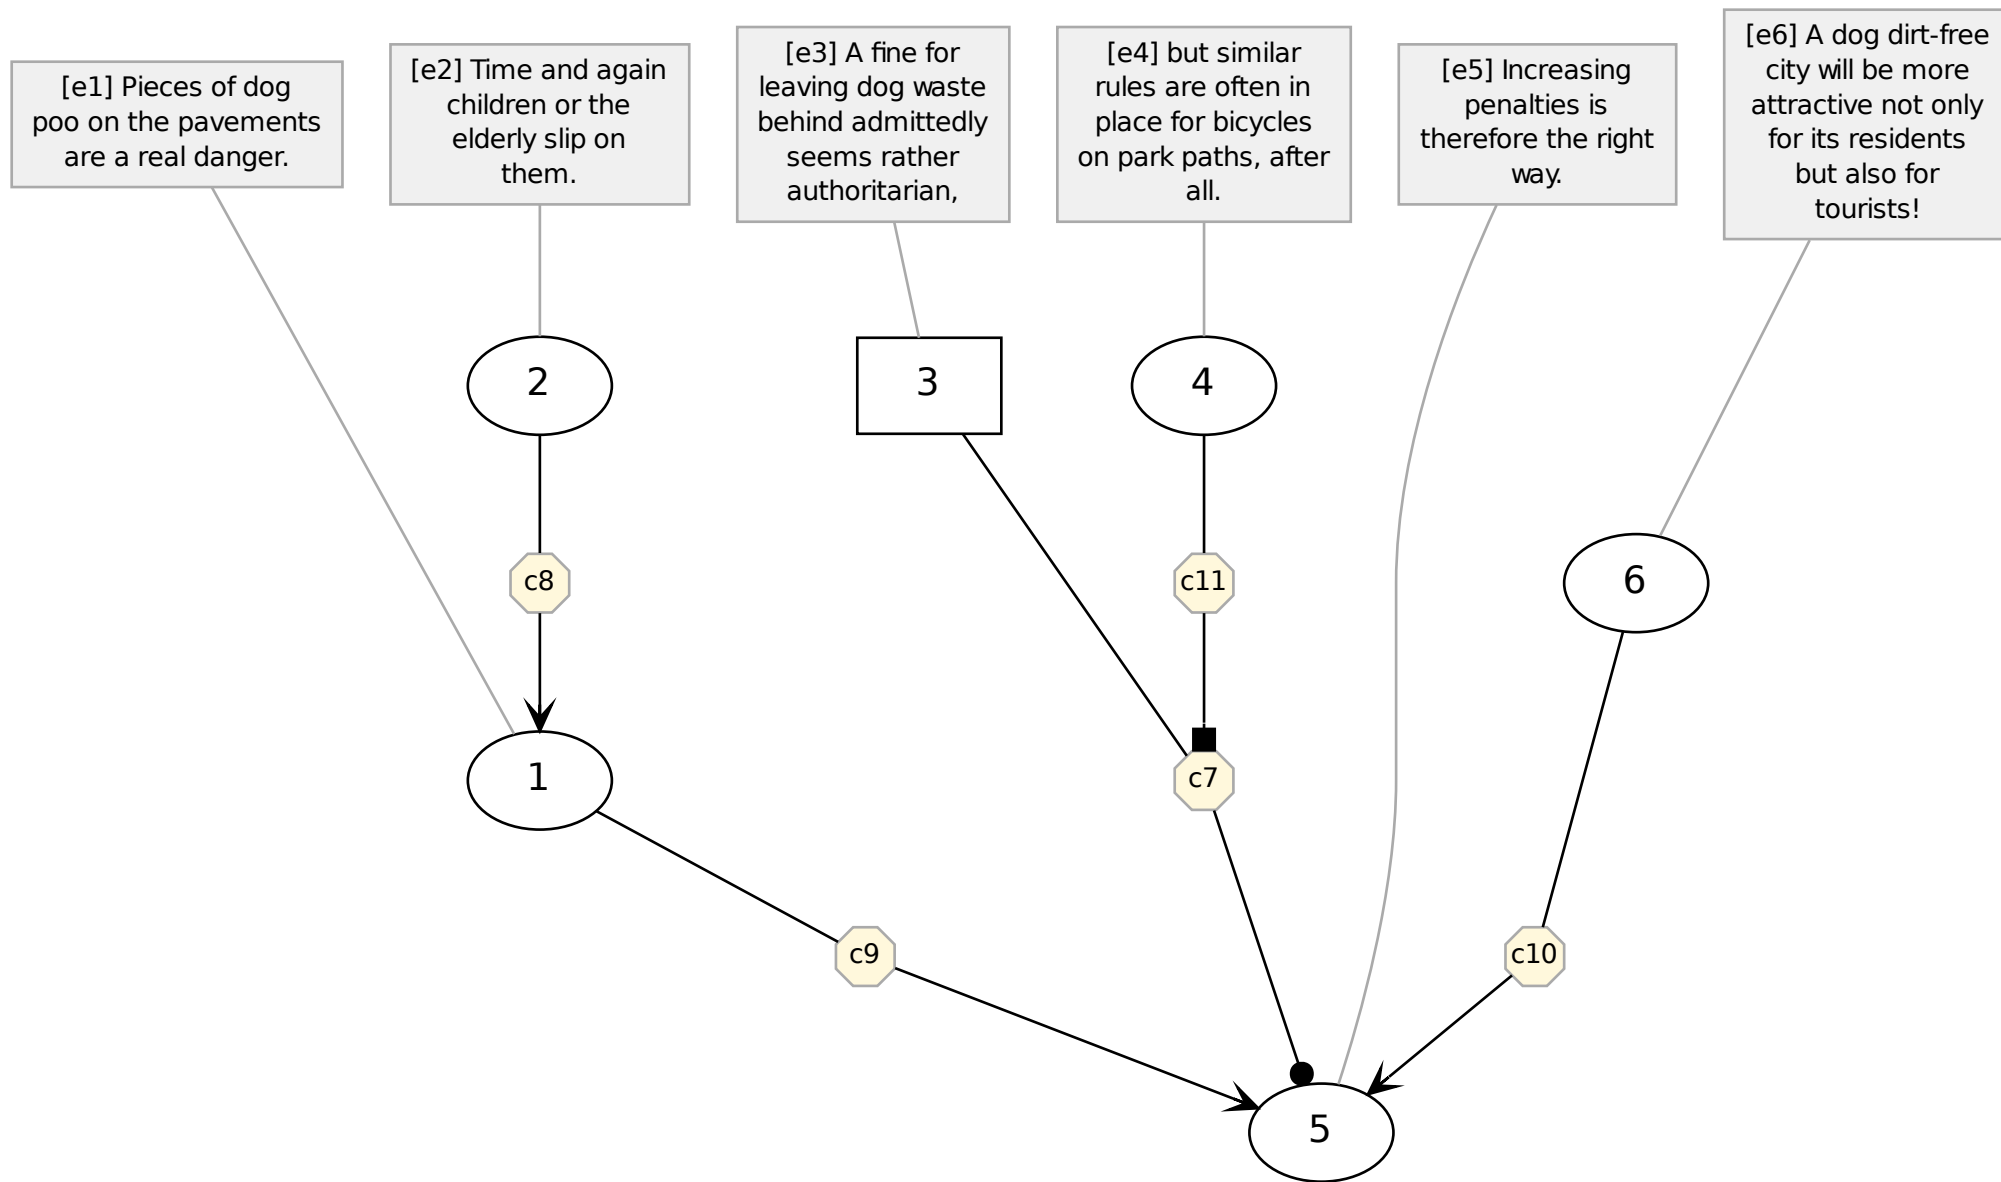 [e1] Pieces of dog
poo on the pavements
are a real danger.
[e2] Time and again
children or the
elderly slip on
them.
[e3] A fine for
leaving dog waste
behind admittedly
seems rather
authoritarian,
[e4] but similar
rules are often in
place for bicycles
on park paths, after
all.
[e5] Increasing
penalties is
therefore the right
way.
[e6] A dog dirt-free
city will be more
attractive not only
for its residents
but also for
tourists!
2
3
4
c8
c11
6
1
c7
c9
c10
5